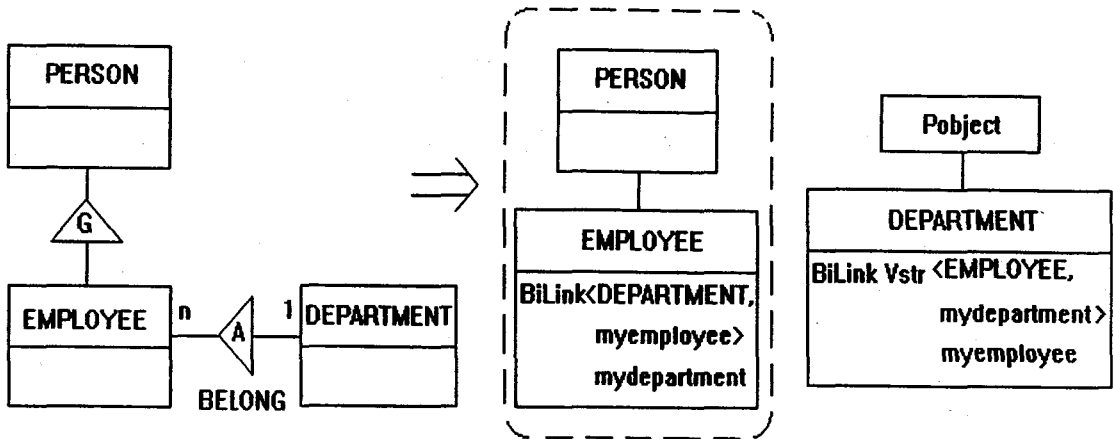 PERSON
G
EMPLOYEE
n
A
1
DEPARTMENT
BELONG
PERSON
EMPLOYEE
BiLink<DEPARTMENT,
myemployee>
mydepartment
Pobject
DEPARTMENT
BiLink Vstr <EMPLOYEE,
mydepartment>
myemployee